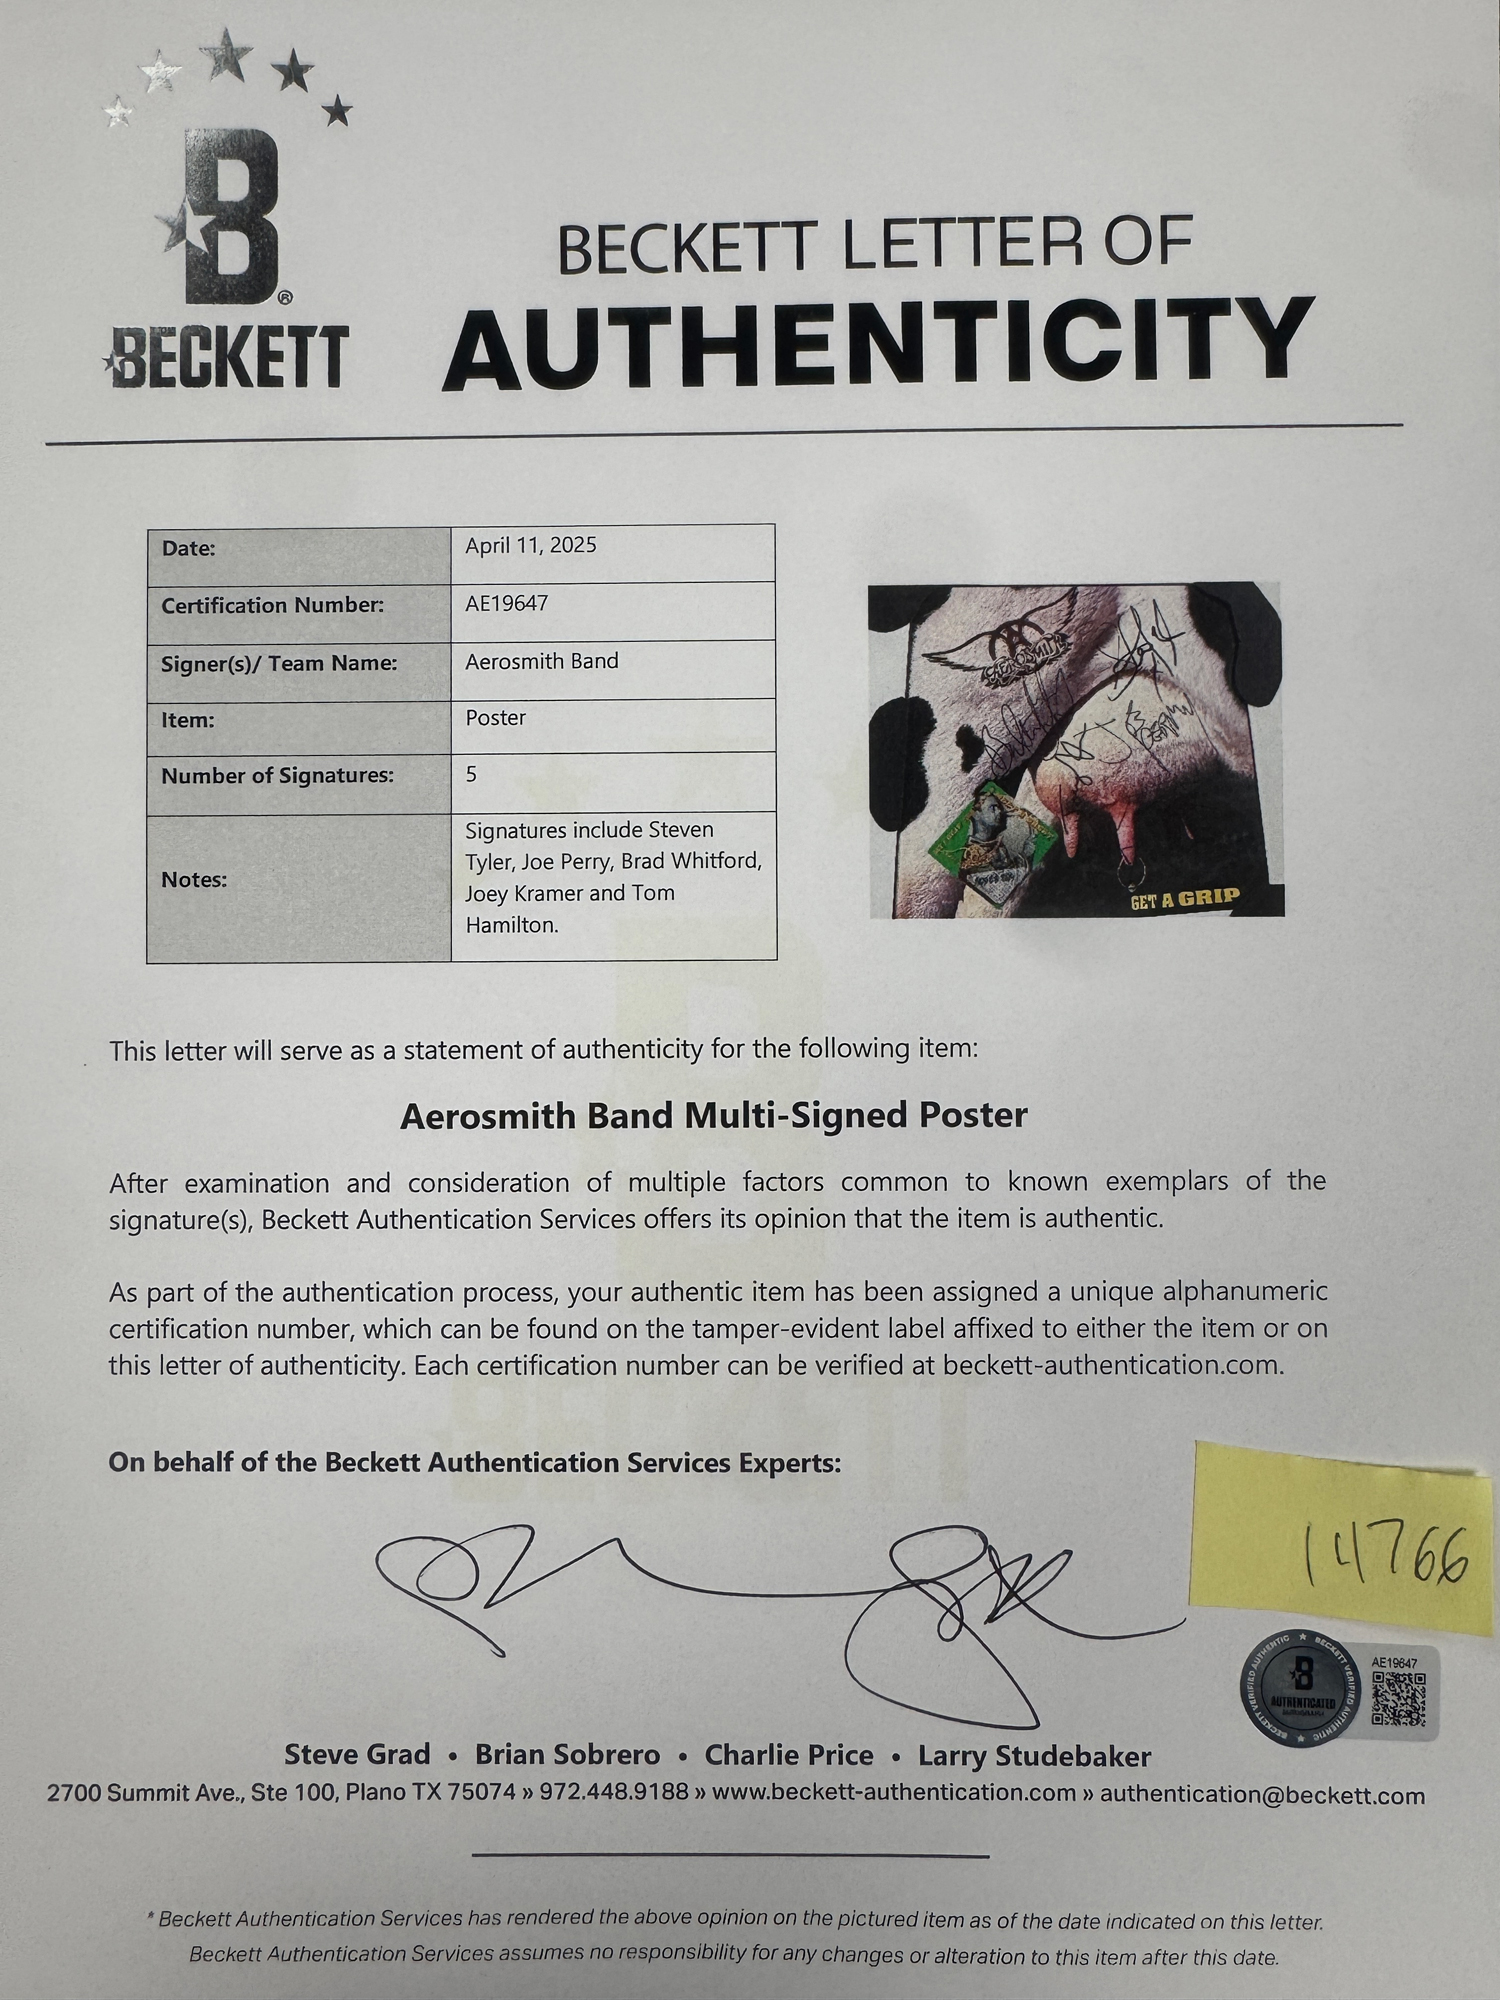 B®
BECKETT
BECKETT LETTER OF
AUTHENTICITY
Date: April 11, 2025
Certification Number: AE19647
Signer(s)/ Team Name: Aerosmith Band
Item: Poster
Number of Signatures: 5
Notes: Signatures include Steven
Tyler, Joe Perry, Brad Whitford,
Joey Kramer and Tom
Hamilton.
AEROSMITH
GET A GRIP
This letter will serve as a statement of authenticity for the following item:
Aerosmith Band Multi-Signed Poster
After examination and consideration of multiple factors common to known exemplars of the
signature(s), Beckett Authentication Services offers its opinion that the item is authentic.
As part of the authentication process, your authentic item has been assigned a unique alphanumeric
certification number, which can be found on the tamper-evident label affixed to either the item or on
this letter of authenticity. Each certification number can be verified at beckett-authentication.com.
On behalf of the Beckett Authentication Services Experts:
14766
BECKETT VERIFIED AUTHENTIC ★ BECKETT VERIFIED AUTHENTIC ★
B
AUTHENTICATED
AE19647
Steve Grad • Brian Sobrero • Charlie Price • Larry Studebaker
2700 Summit Ave., Ste 100, Plano TX 75074 » 972.448.9188 » www.beckett-authentication.com » authentication@beckett.com
* Beckett Authentication Services has rendered the above opinion on the pictured item as of the date indicated on this letter.
Beckett Authentication Services assumes no responsibility for any changes or alteration to this item after this date.